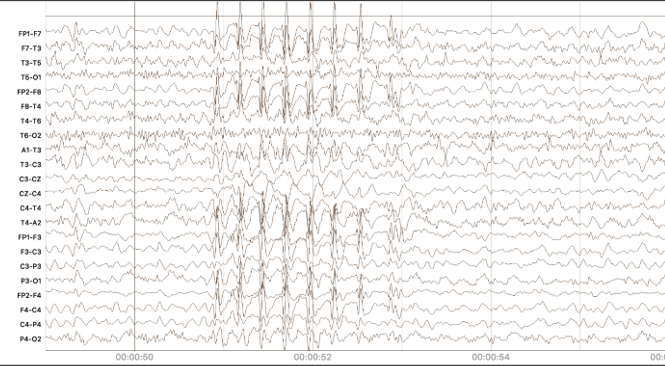 FP1-F7
F7-T3
T3-T5
T5-O1
FP2-F8
F8-T4
T4-T6
T6-O2
A1-T3
T3-C3
C3-CZ
CZ-C4
C4-T4
T4-A2
FP1-F3
F3-C3
C3-P3
P3-O1
FP2-F4
F4-C4
C4-P4
P4-O2
00:00:50 00:00:52 00:00:54 00:0